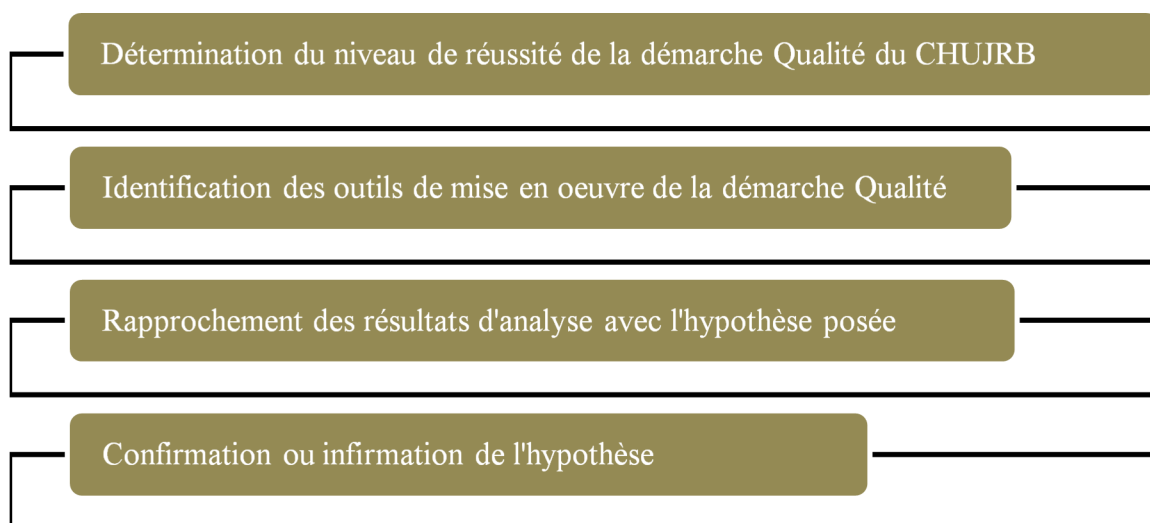 Détermination du niveau de réussité de la démarche Qualité du CHUJRB
Identification des outils de mise en oeuvre de la démarche Qualité
Rapprochement des résultats d'analyse avec l'hypothèse posée
Confirmation ou infirmation de l'hypothèse